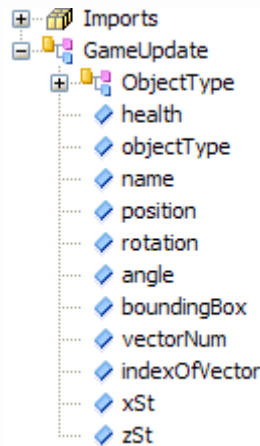 Imports
GameUpdate
ObjectType
health
objectType
name
position
rotation
angle
boundingBox
vectorNum
indexOfVector
xSt
zSt